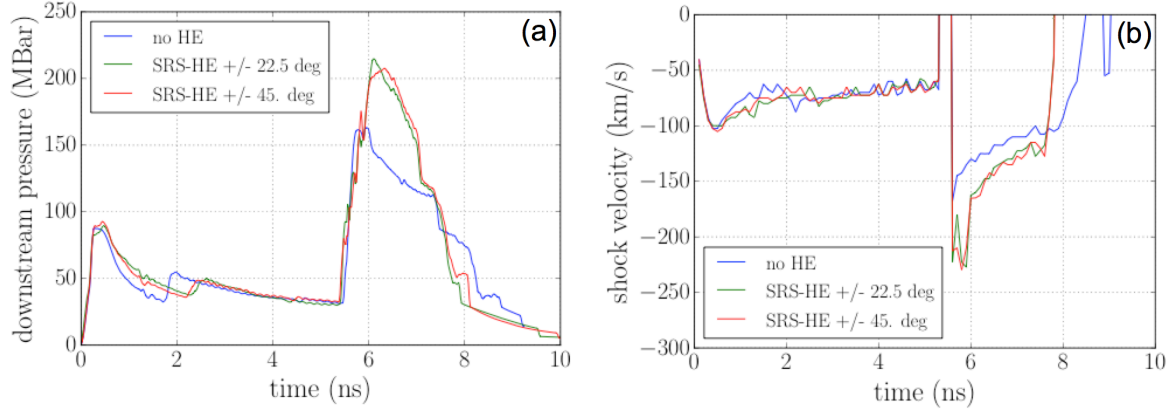 (a)
250
200
150
100
50
0
downstream pressure (MBar)
no HE
SRS-HE +/- 22.5 deg
SRS-HE +/- 45. deg
0 2 4 6 8 10
time (ns)
(b)
0
−50
−100
−150
−200
−250
−300
shock velocity (km/s)
no HE
SRS-HE +/- 22.5 deg
SRS-HE +/- 45. deg
0 2 4 6 8 10
time (ns)